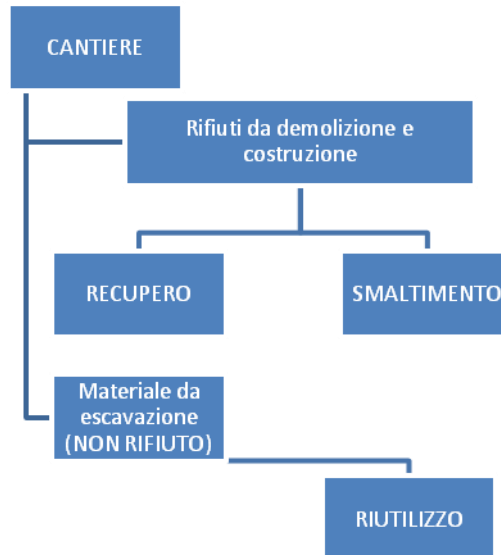 CANTIERE
Rifiuti da demolizione e
costruzione
RECUPERO
SMALTIMENTO
Materiale da
escavazione
(NON RIFIUTO)
RIUTILIZZO